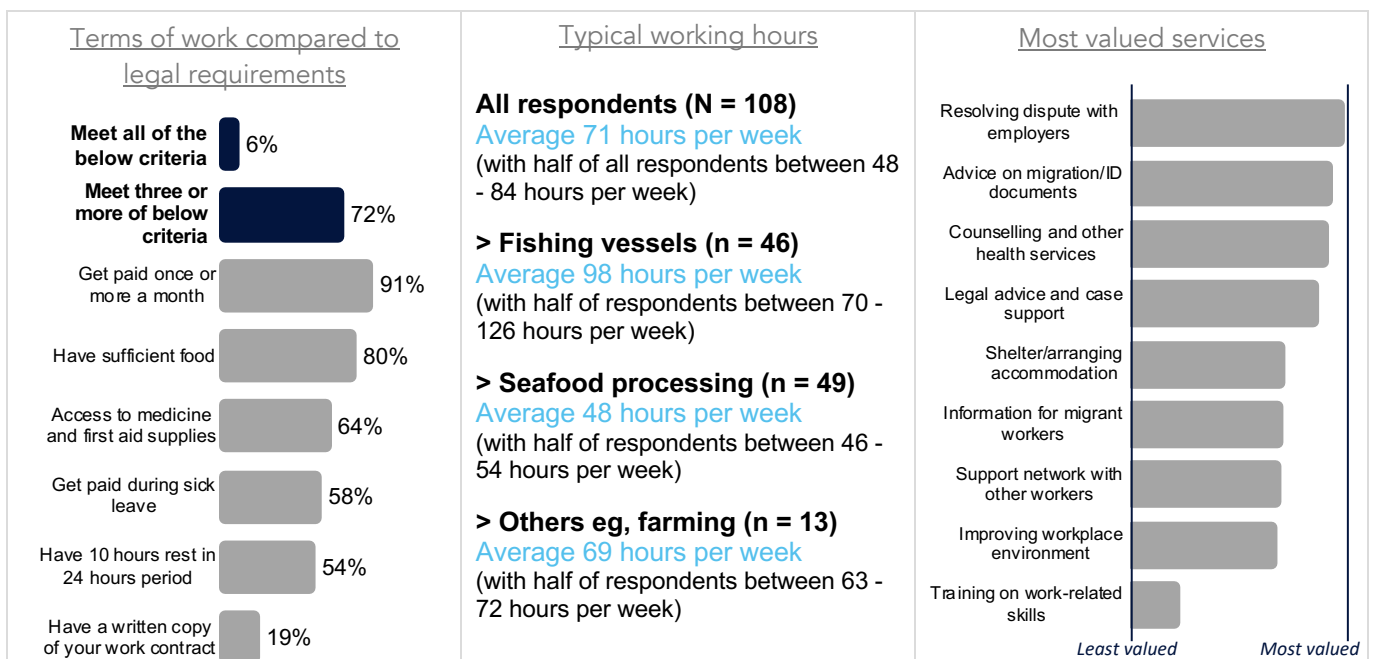 Terms of work compared to
legal requirements
Meet all of the
below criteria
6%
Meet three or
more of below
criteria
72%
Get paid once or
more a month
91%
Have sufficient food
80%
Access to medicine
and first aid supplies
64%
Get paid during sick
leave
58%
Have 10 hours rest in
24 hours period
54%
Have a written copy
of your work contract
19%
Typical working hours
All respondents (N = 108)
Average 71 hours per week
(with half of all respondents between 48
- 84 hours per week)
> Fishing vessels (n = 46)
Average 98 hours per week
(with half of respondents between 70 -
126 hours per week)
> Seafood processing (n = 49)
Average 48 hours per week
(with half of respondents between 46 -
54 hours per week)
> Others eg, farming (n = 13)
Average 69 hours per week
(with half of respondents between 63 -
72 hours per week)
Most valued services
Resolving dispute with
employers
Advice on migration/ID
documents
Counselling and other
health services
Legal advice and case
support
Shelter/arranging
accommodation
Information for migrant
workers
Support network with
other workers
Improving workplace
environment
Training on work-related
skills
Least valued
Most valued